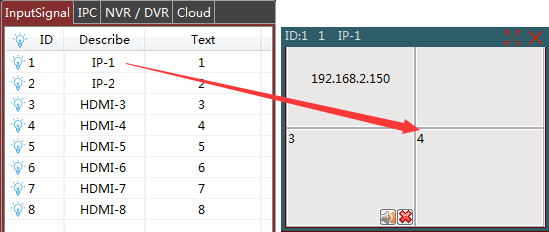 InputSignal IPC NVR / DVR Cloud
ID Describe Text
1 IP-1 1
2 IP-2 2
3 HDMI-3 3
4 HDMI-4 4
5 HDMI-5 5
6 HDMI-6 6
7 HDMI-7 7
8 HDMI-8 8
ID:1 1 IP-1
192.168.2.150
3 4